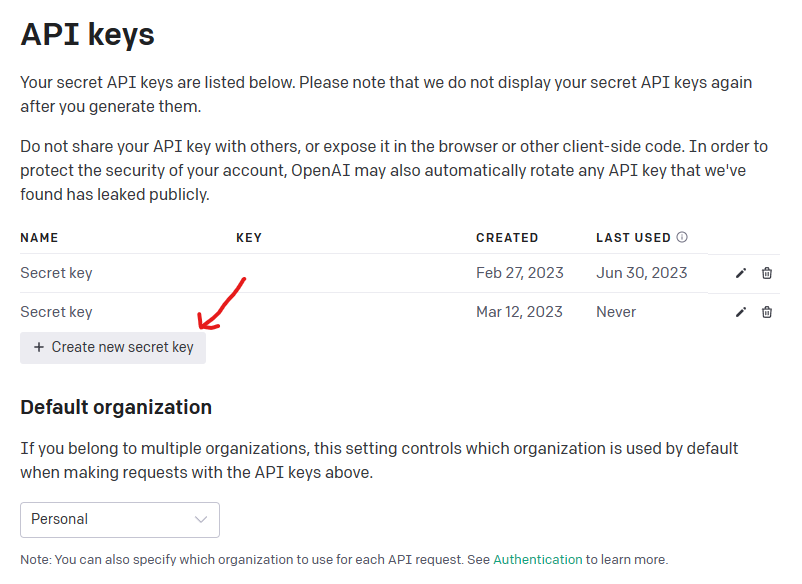 API keys
Your secret API keys are listed below. Please note that we do not display your secret API keys again
after you generate them.
Do not share your API key with others, or expose it in the browser or other client-side code. In order to
protect the security of your account, OpenAI may also automatically rotate any API key that we've
found has leaked publicly.
NAME KEY CREATED LAST USED
Secret key Feb 27, 2023 Jun 30, 2023
Secret key Mar 12, 2023 Never
+ Create new secret key
Default organization
If you belong to multiple organizations, this setting controls which organization is used by default
when making requests with the API keys above.
Personal
Note: You can also specify which organization to use for each API request. See Authentication to learn more.